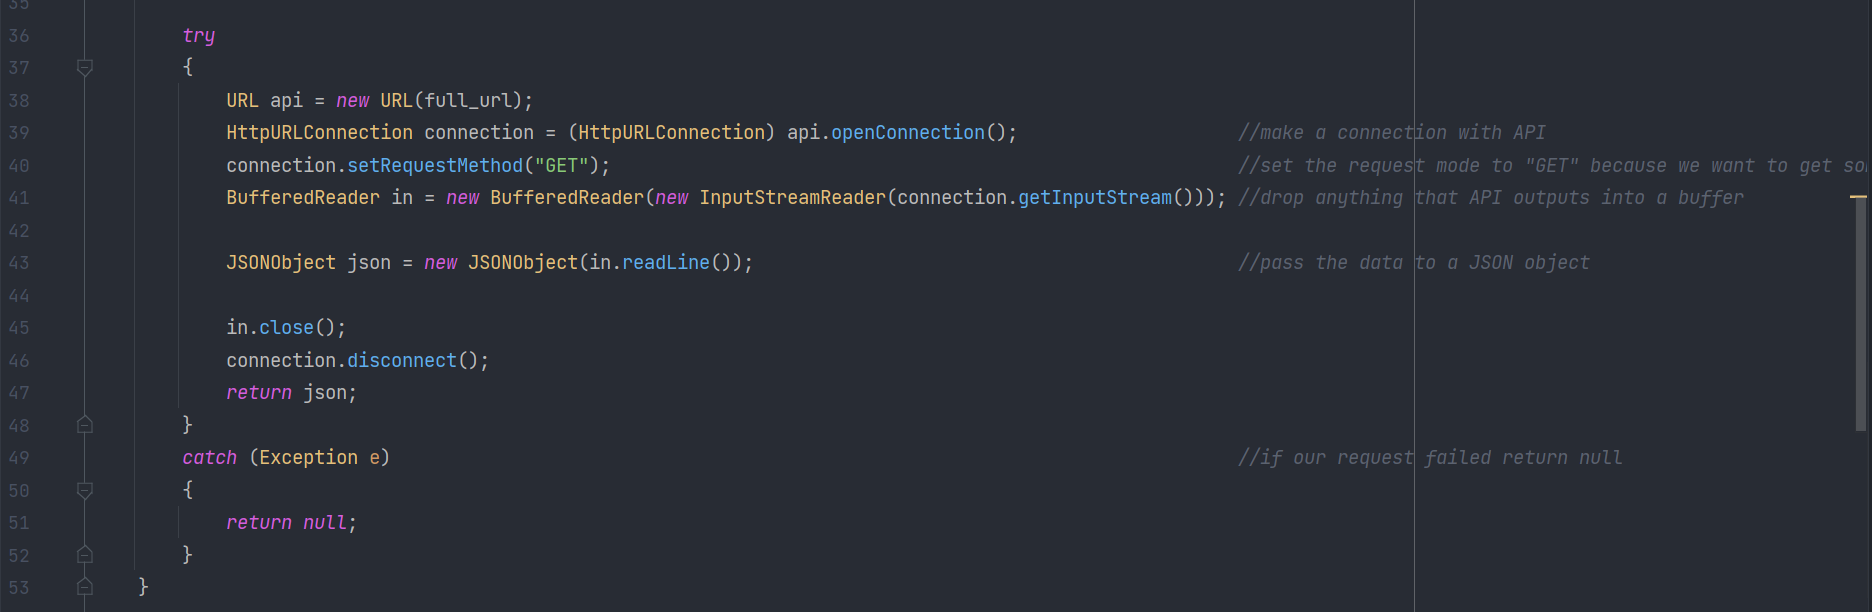 35
36 try
37 {
38 URL api = new URL(full_url);
39 HttpURLConnection connection = (HttpURLConnection) api.openConnection(); //make a connection with API
40 connection.setRequestMethod("GET"); //set the request mode to "GET" because we want to get
41 BufferedReader in = new BufferedReader(new InputStreamReader(connection.getInputStream())); //drop anything that API outputs into a buffer
42
43 JSONObject json = new JSONObject(in.readLine()); //pass the data to a JSON object
44
45 in.close();
46 connection.disconnect();
47 return json;
48 }
49 catch (Exception e) //if our request failed return null
50 {
51 return null;
52 }
53 }